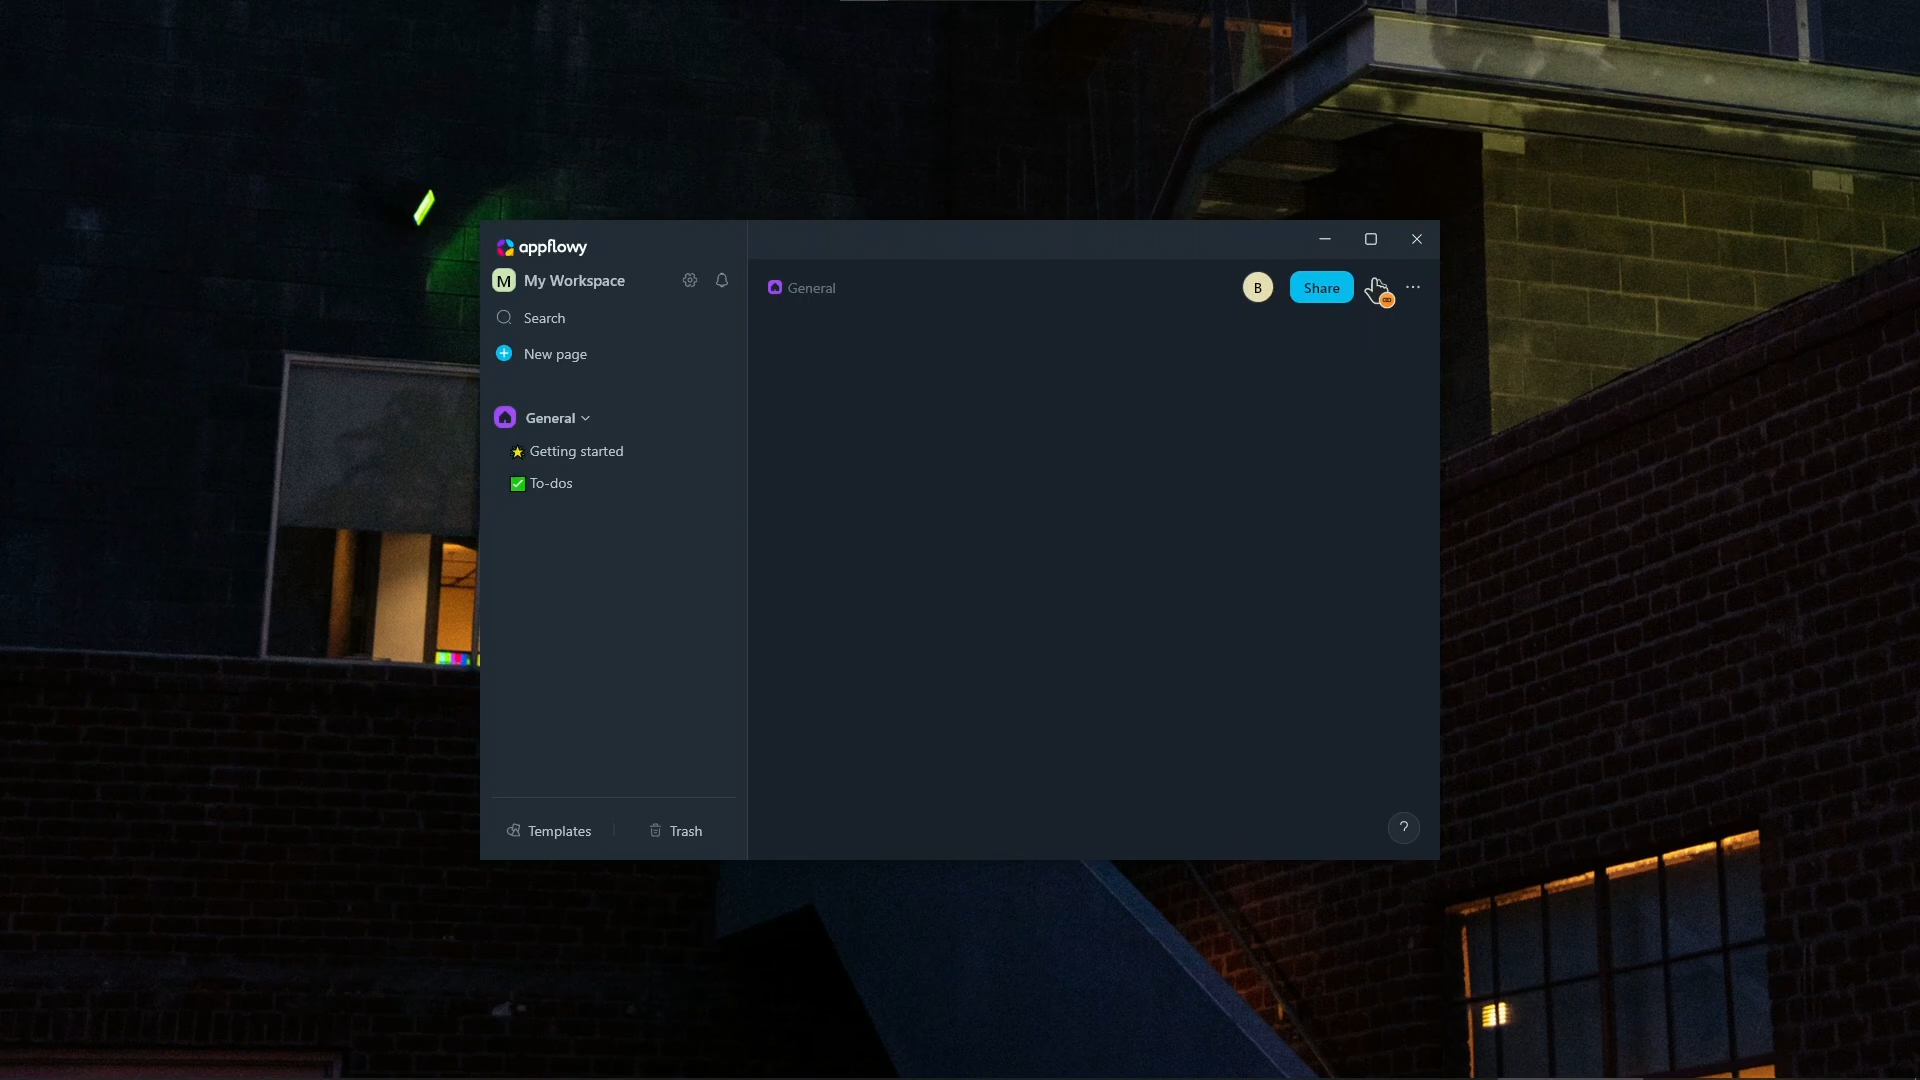 appflowy
M My Workspace
Search
New page
General
Getting started
To-dos
Templates
Trash
General
B
Share
?